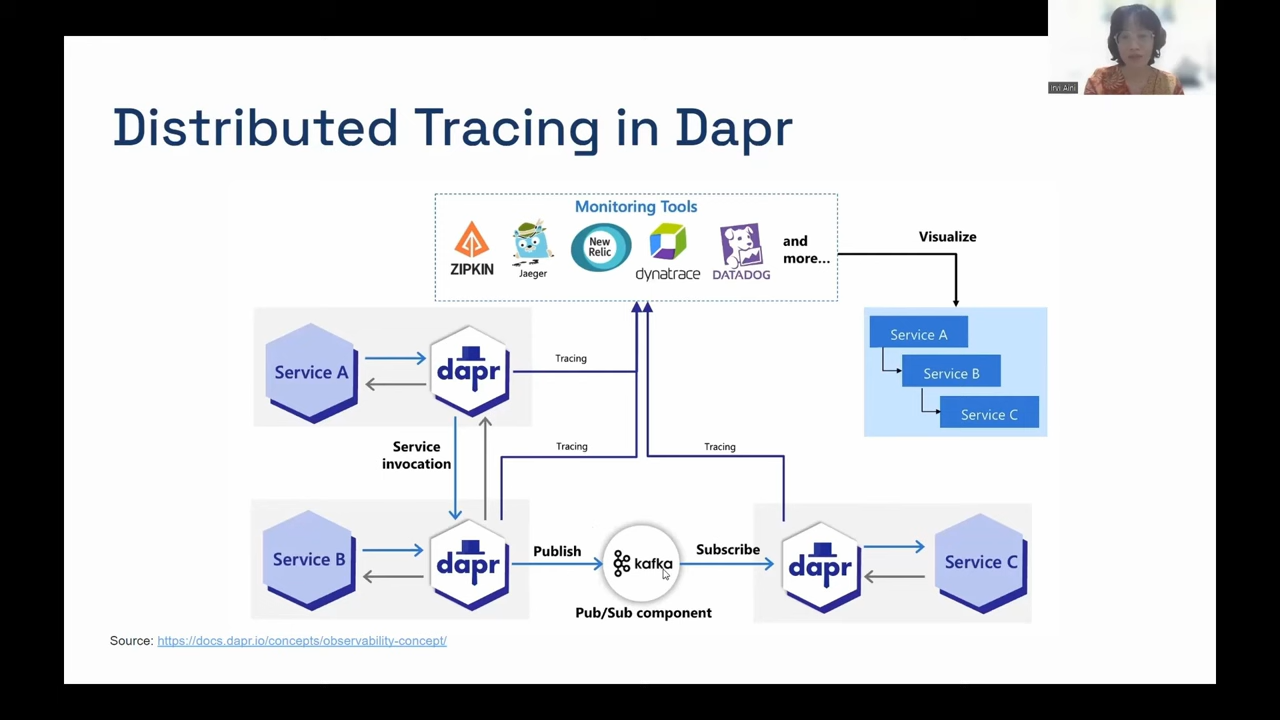 Irvi Aini
Distributed Tracing in Dapr
Monitoring Tools
ZIPKIN
Jaeger
New
Relic
dynatrace
DATADOG
and
more...
Visualize
Service A
dapr
Tracing
Service A
Service B
Service C
Service
invocation
Tracing
Tracing
Service B
dapr
Publish
kafka
Subscribe
dapr
Service C
Pub/Sub component
Source: https://docs.dapr.io/concepts/observability-concept/